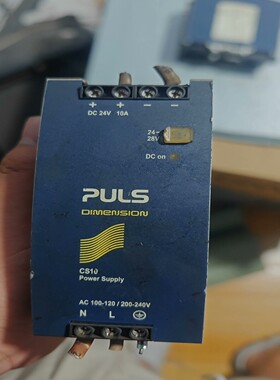 + + − −
DC 24V 10A
24-
28V
DC on
PULS
DIMENSION
CS10
Power Supply
AC 100-120 / 200-240V
N L